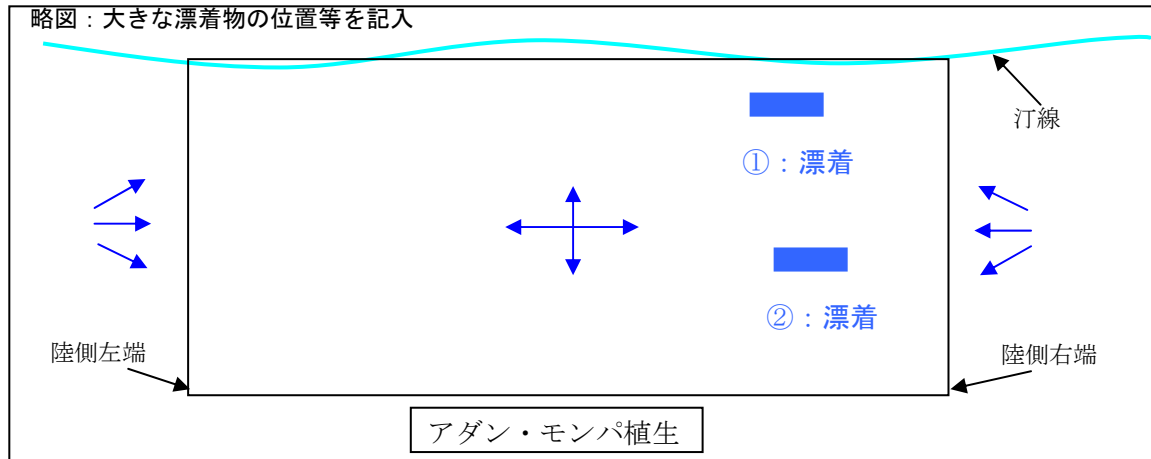 略図：大きな漂着物の位置等を記入
汀線
①：漂着
②：漂着
陸側左端
陸側右端
アダン・モンパ植生